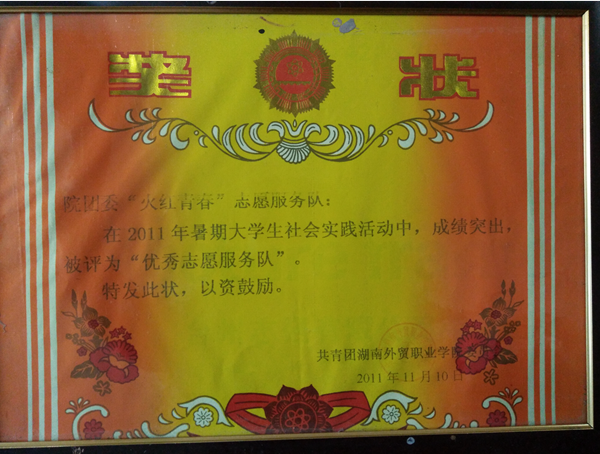 奖状
院团委“火红青春”志愿服务队：
在2011年暑期大学生社会实践活动中，成绩突出，
被评为“优秀志愿服务队”。
特发此状，以资鼓励。
共青团湖南外贸职业学院
2011年11月10日